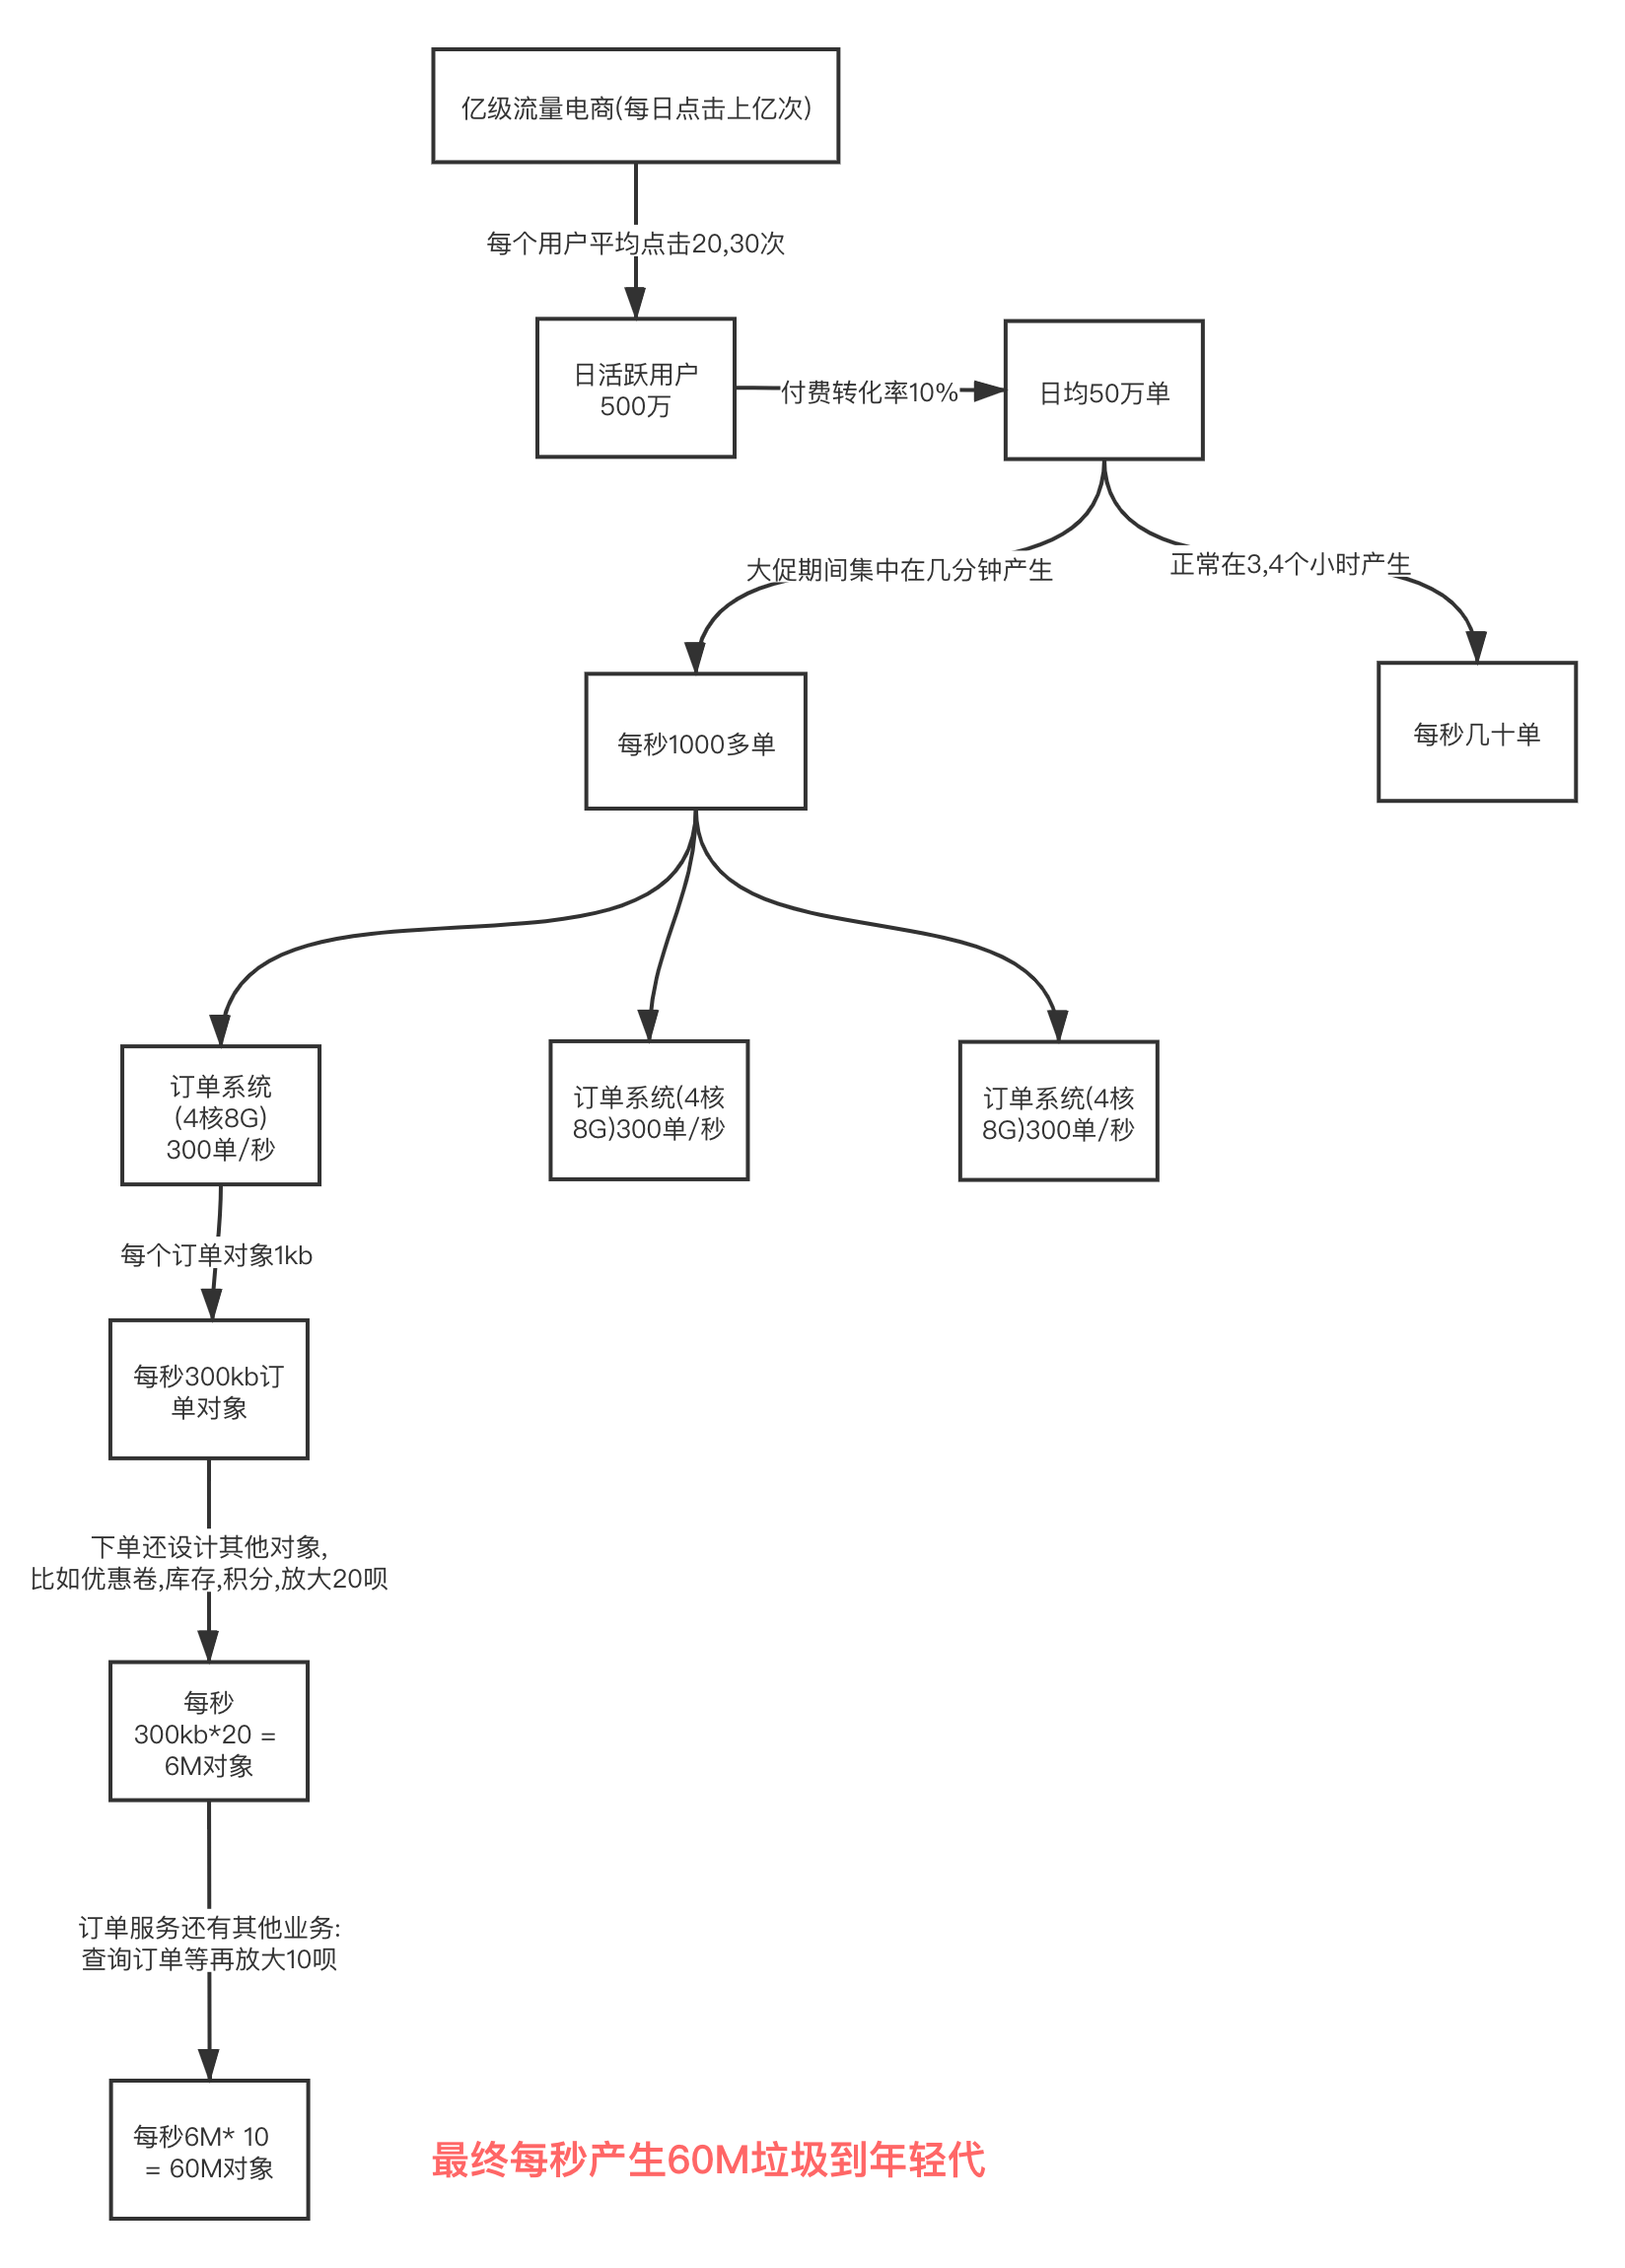 亿级流量电商(每日点击上亿次)
每个用户平均点击20,30次
日活跃用户
500万
付费转化率10%
日均50万单
大促期间集中在几分钟产生
正常在3,4个小时产生
每秒1000多单
每秒几十单
订单系统
(4核8G)
300单/秒
订单系统(4核
8G)300单/秒
订单系统(4核
8G)300单/秒
每个订单对象1kb
每秒300kb订
单对象
下单还设计其他对象,
比如优惠卷,库存,积分,放大20呗
每秒
300kb*20 =
6M对象
订单服务还有其他业务:
查询订单等再放大10呗
每秒6M* 10
= 60M对象
最终每秒产生60M垃圾到年轻代